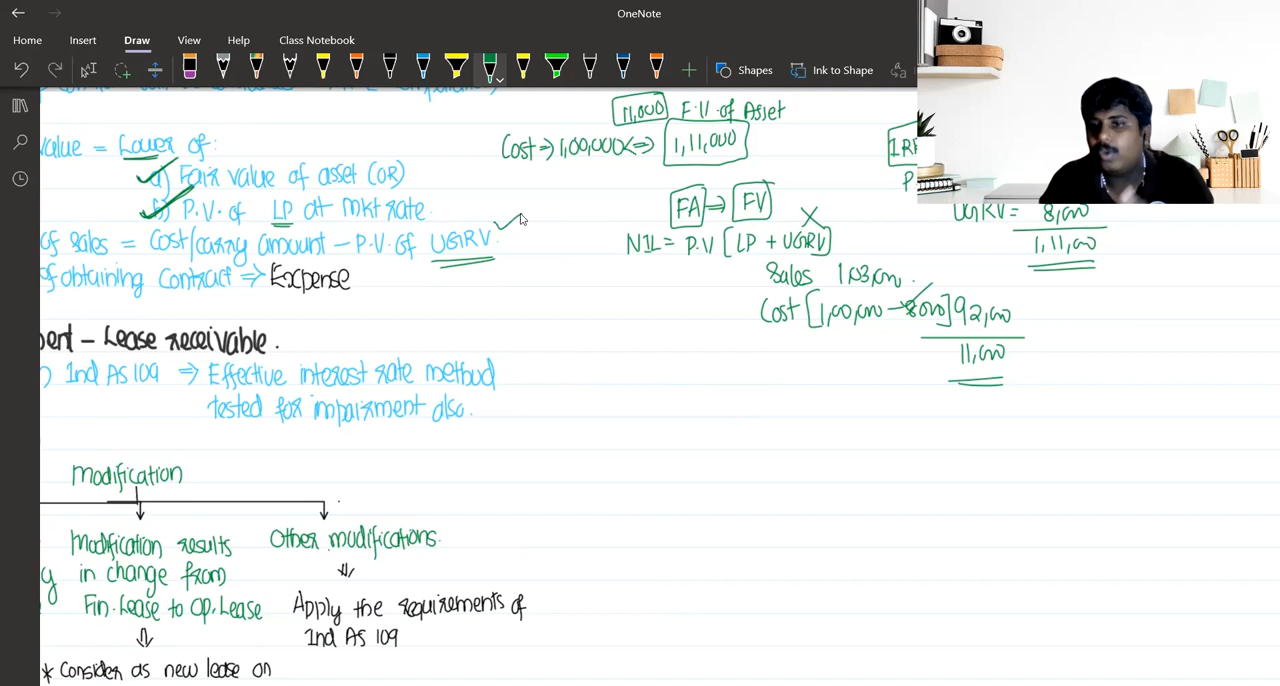 OneNote
Home Insert Draw View Help Class Notebook
Shapes Ink to Shape
value = Lower of:
a) Fair value of asset (OR)
b) P.V. of LP at mkt rate
of sales = Cost/carry amount - P.V. of UGRV
of obtaining contract ⇒ Expense
11,000 F.V. of Asset
Cost ⇒ 1,00,000 <⇒ 1,11,000
FA ⇒ FV
NIL = P.V [LP + UGRV]
Sales 1,03,000
Cost [1,00,000 - 8000] 92,000
11,000
P
UGRV = 8,000
1,11,000
- Lease receivable.
Ind AS 109 ⇒ Effective interest rate method
tested for impairment also.
Modification
Modification results
in change from
Fin. Lease to Op. Lease
* Consider as new lease on
Other modifications
Apply the requirements of
Ind AS 109